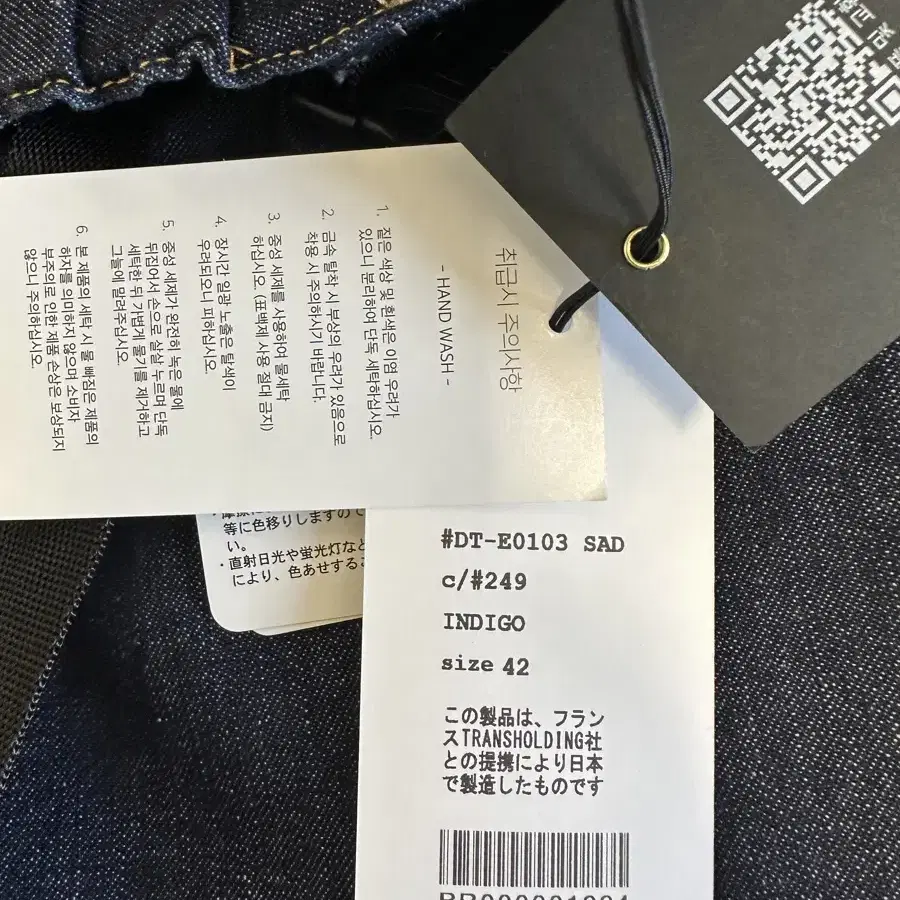 취급시 주의사항
- HAND WASH -
1. 짙은 색상 및 흰색은 이염 우려가
있으니 분리하여 단독 세탁하십시오.
2. 금속 탈착 시 부상의 우려가 있음으로
착용 시 주의하시기 바랍니다.
3. 중성 세제를 사용하여 물세탁
하십시오. (표백제 사용 절대 금지)
4. 장시간 일광 노출은 탈색이
우려되오니 피하십시오.
5. 중성 세제가 완전히 녹은 물에
뒤집어서 손으로 살살 누르며 단독
세탁한 뒤 가볍게 물기를 제거하고
그늘에 말려주십시오.
6. 본 제품의 세탁 시 물 빠짐은 제품의
하자를 의미하지 않으며 소비자
부주의로 인한 제품 손상은 보상되지
않으니 주의하십시오.
等に色移りしますので
い。
・直射日光や蛍光灯など
により、色あせするこ
#DT-E0103 SAD
c/#249
INDIGO
size 42
この製品は、フラン
スTRANSHOLDING社
との提携により日本
で製造したものです